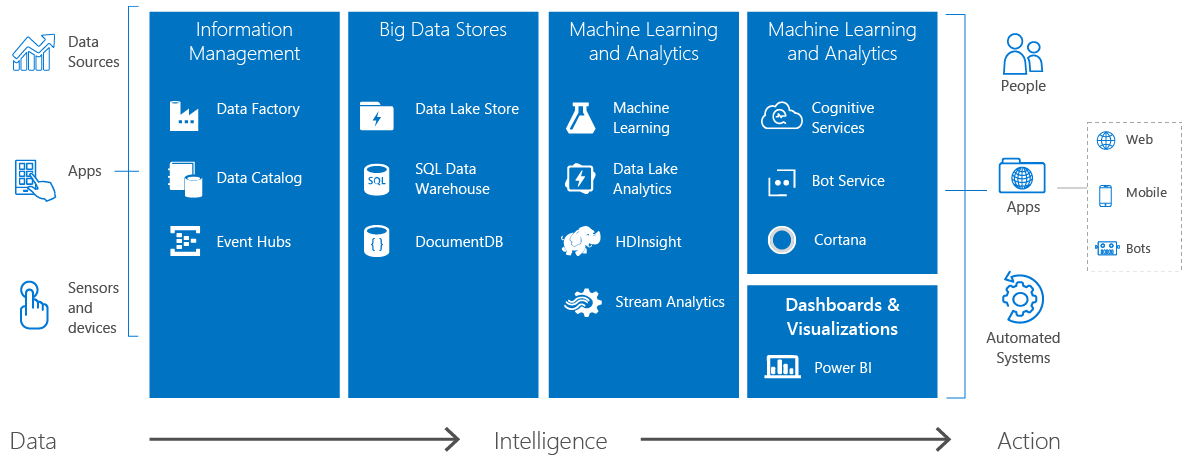 Data
Sources
Apps
Sensors
and
devices
Information
Management
Data Factory
Data Catalog
Event Hubs
Big Data Stores
Data Lake Store
SQL
SQL Data
Warehouse
{ }
DocumentDB
Machine Learning
and Analytics
Machine
Learning
Data Lake
Analytics
HDInsight
Stream Analytics
Machine Learning
and Analytics
Cognitive
Services
Bot Service
Cortana
Dashboards &
Visualizations
Power BI
People
Apps
Automated
Systems
Web
Mobile
Bots
Data
Intelligence
Action